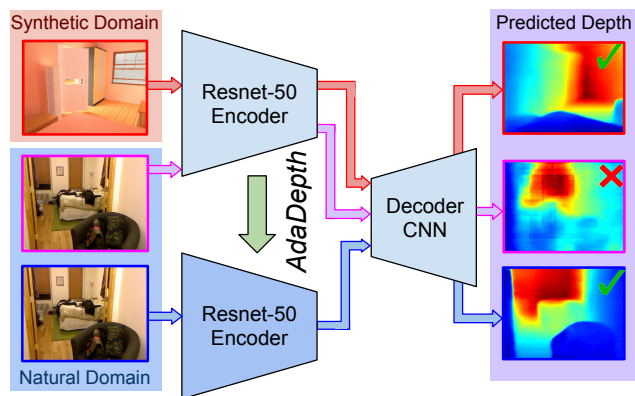 Synthetic Domain
Predicted Depth
Resnet-50
Encoder
AdaDepth
Decoder
CNN
Resnet-50
Encoder
Natural Domain